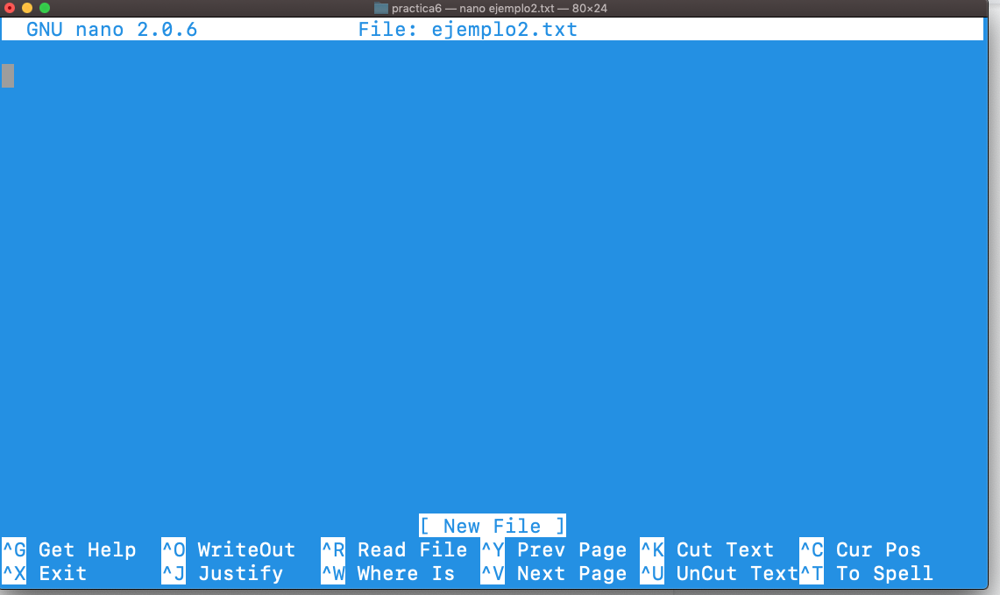 practica6 — nano ejemplo2.txt — 80×24
GNU nano 2.0.6 File: ejemplo2.txt
[ New File ]
^G Get Help ^O WriteOut ^R Read File ^Y Prev Page ^K Cut Text ^C Cur Pos
^X Exit ^J Justify ^W Where Is ^V Next Page ^U UnCut Text^T To Spell